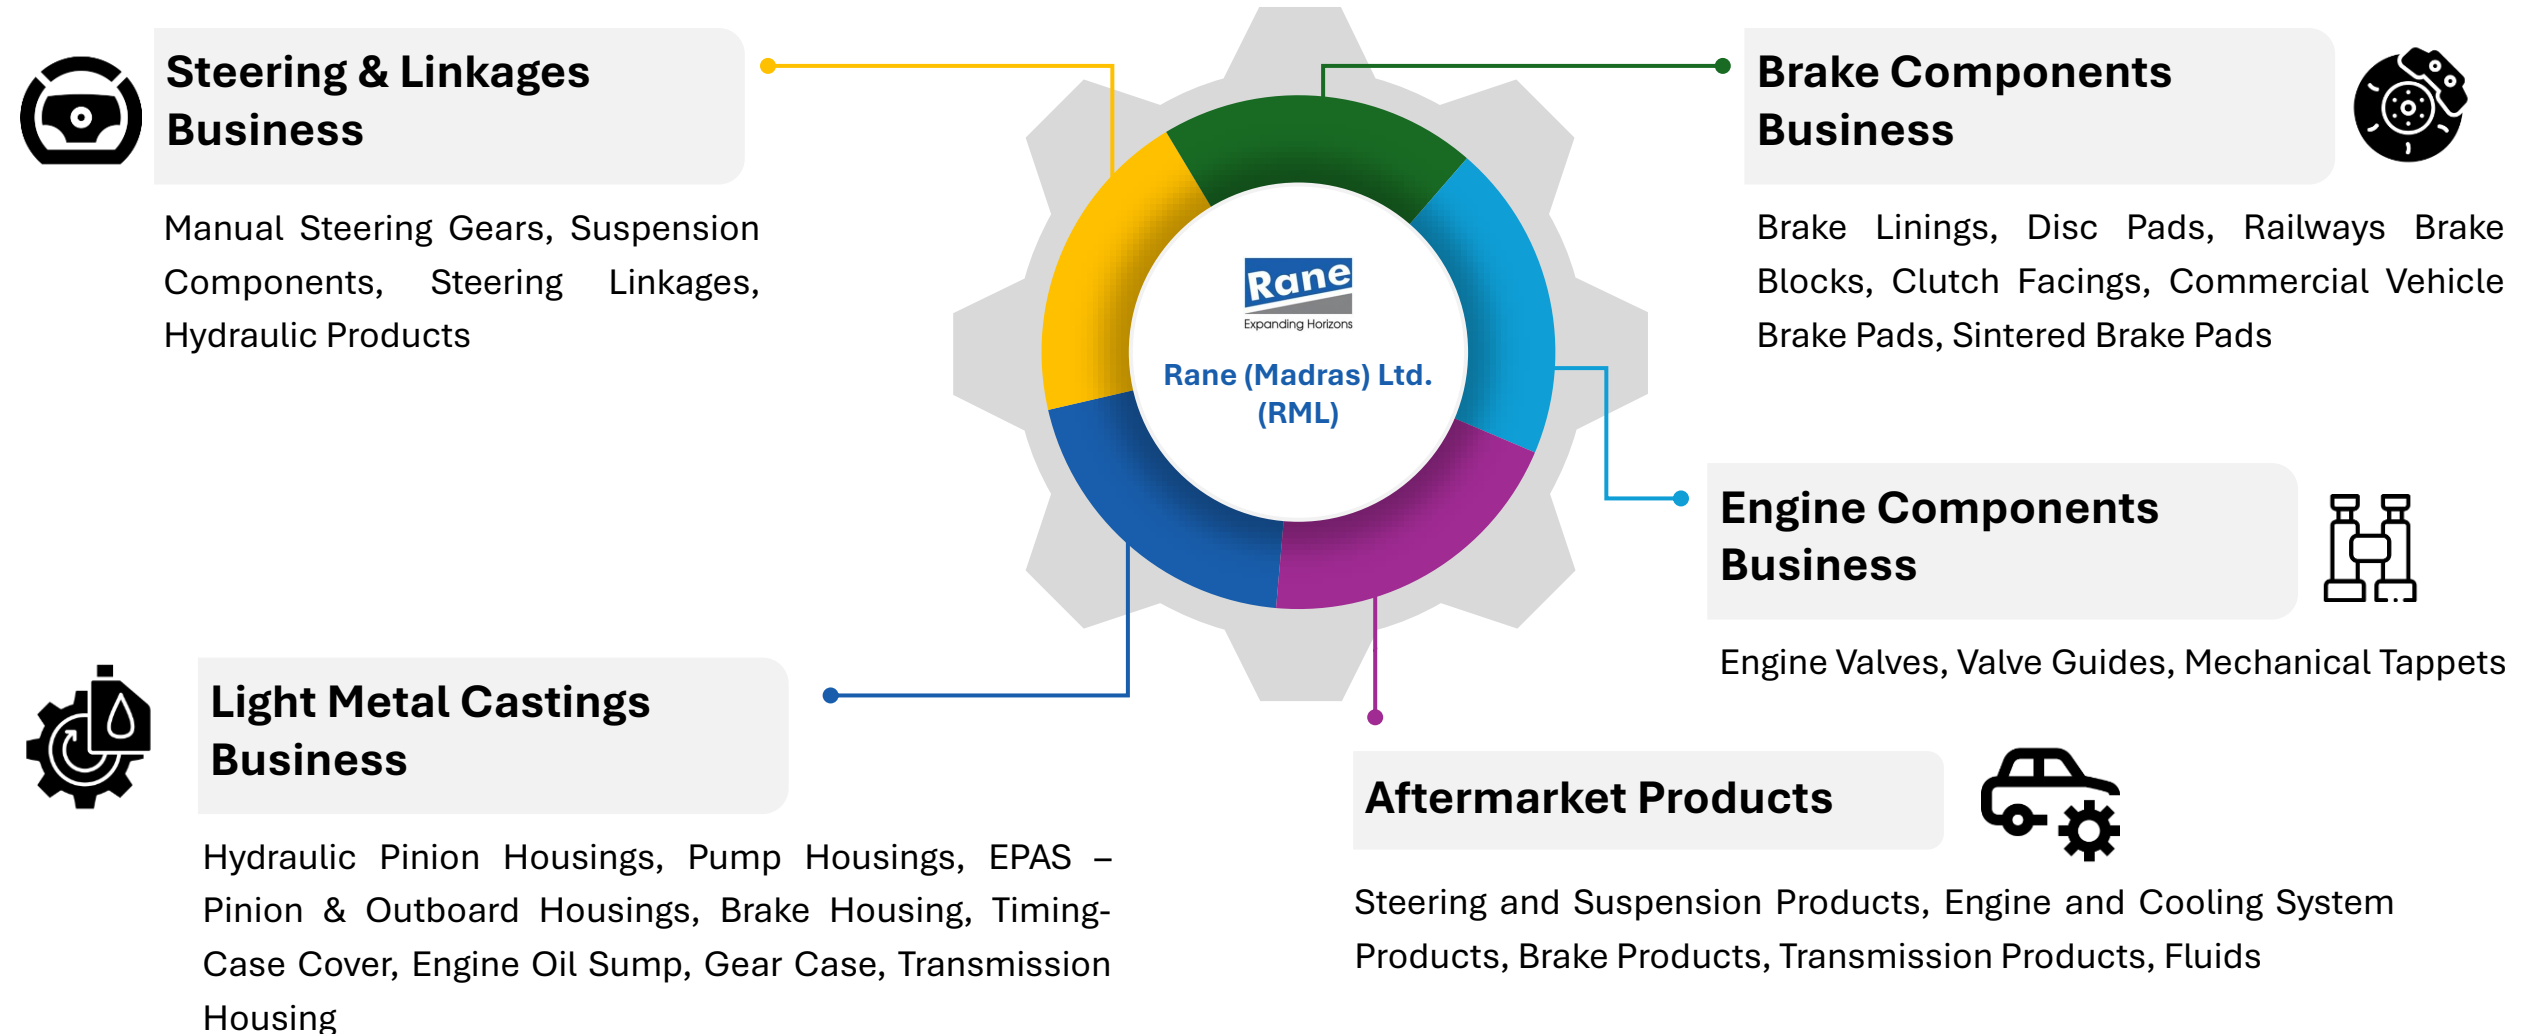 Steering & Linkages
Business
Manual Steering Gears, Suspension
Components, Steering Linkages,
Hydraulic Products
Light Metal Castings
Business
Hydraulic Pinion Housings, Pump Housings, EPAS –
Pinion & Outboard Housings, Brake Housing, Timing-
Case Cover, Engine Oil Sump, Gear Case, Transmission
Housing
Rane
Expanding Horizons
Rane (Madras) Ltd.
(RML)
Brake Components
Business
Brake Linings, Disc Pads, Railways Brake
Blocks, Clutch Facings, Commercial Vehicle
Brake Pads, Sintered Brake Pads
Engine Components
Business
Engine Valves, Valve Guides, Mechanical Tappets
Aftermarket Products
Steering and Suspension Products, Engine and Cooling System
Products, Brake Products, Transmission Products, Fluids